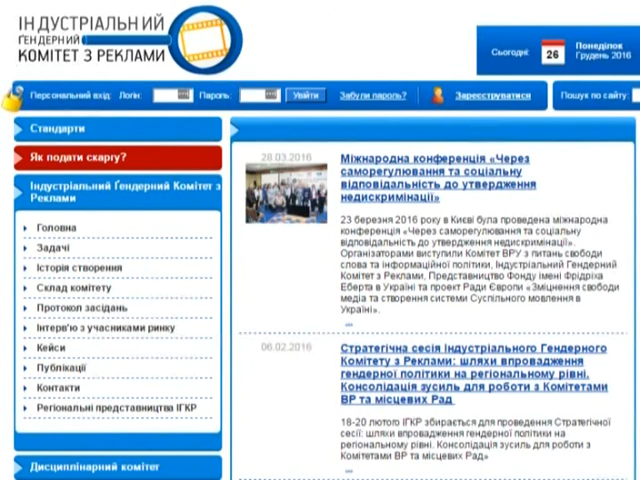 ІНДУСТРІАЛЬНИЙ
ҐЕНДЕРНИЙ
КОМІТЕТ З РЕКЛАМИ
Сьогодні:
26
Понеділок
Грудень 2016
Персональний вхід: Логін: Пароль: Увійти Забули пароль? Зареєструватися Пошук по сайту:
Стандарти
Як подати скаргу?
Індустріальний Ґендерний Комітет з
Реклами
Головна
Задачі
Історія створення
Склад комітету
Протокол засідань
Інтерв'ю з учасниками ринку
Кейси
Публікації
Контакти
Регіональні представництва ІГКР
Дисциплінарний комітет
28.03.2016
Міжнародна конференція «Через
саморегулювання та соціальну
відповідальність до утвердження
недискримінації»
23 березня 2016 року в Києві була проведена міжнародна
конференція «Через саморегулювання та соціальну
відповідальність до утвердження недискримінації».
Організаторами виступили Комітет ВРУ з питань свободи
слова та інформаційної політики, Індустріальний Гендерний
Комітет з Реклами, Представництво Фонду імені Фрідріха
Еберта в Україні та проект Ради Європи «Зміцнення свободи
медіа та створення системи Суспільного мовлення в
Україні».
06.02.2016
Стратегічна сесія Індустріального Гендерного
Комітету з Реклами: шляхи впровадження
гендерної політики на регіональному рівні.
Консолідація зусиль для роботи з Комітетами
ВР та місцевих Рад
18-20 лютого ІГКР збирається для проведення Стратегічної
сесії: шляхи впровадження гендерної політики на
регіональному рівні. Консолідація зусиль для роботи з
Комітетами ВР та місцевих Рад»